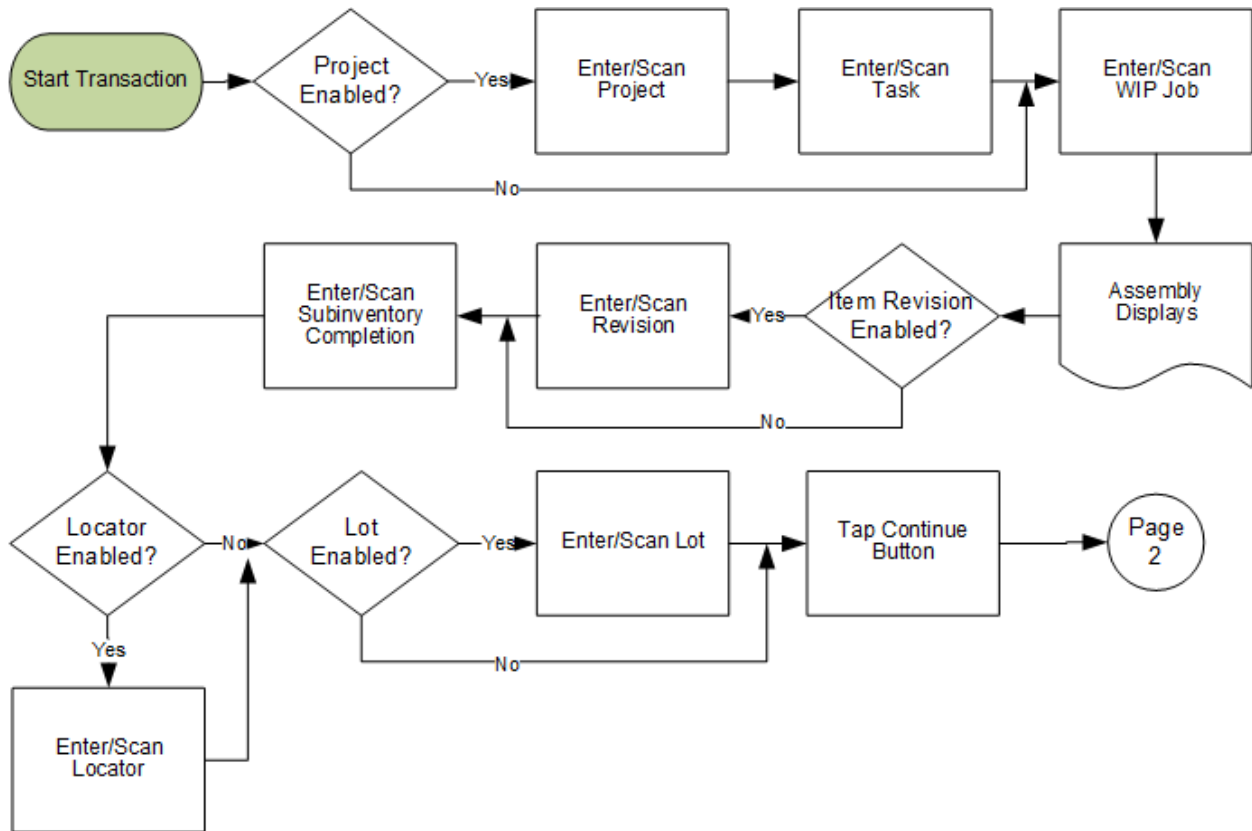 Start Transaction
Project
Enabled?
Yes
Enter/Scan
Project
Enter/Scan
Task
Enter/Scan
WIP Job
No
Assembly
Displays
Item Revision
Enabled?
Yes
Enter/Scan
Revision
Enter/Scan
Subinventory
Completion
No
Locator
Enabled?
No
Lot
Enabled?
Yes
Enter/Scan Lot
Tap Continue
Button
Page
2
Yes
No
Enter/Scan
Locator